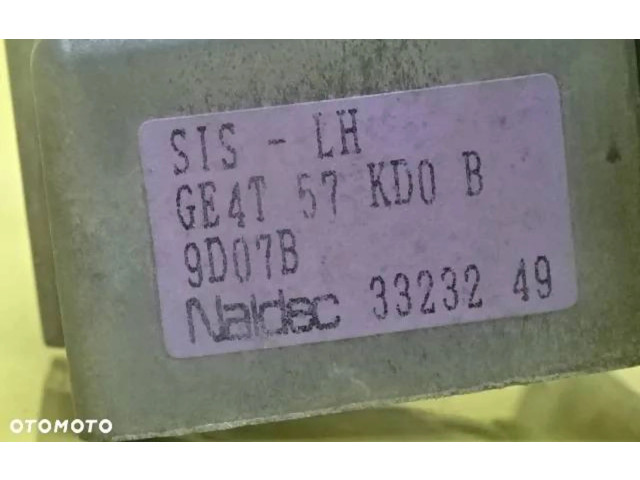 SIS - LH
GE4T 57 KD0 B
9D07B
Naldec 33232 49
OTOMOTO